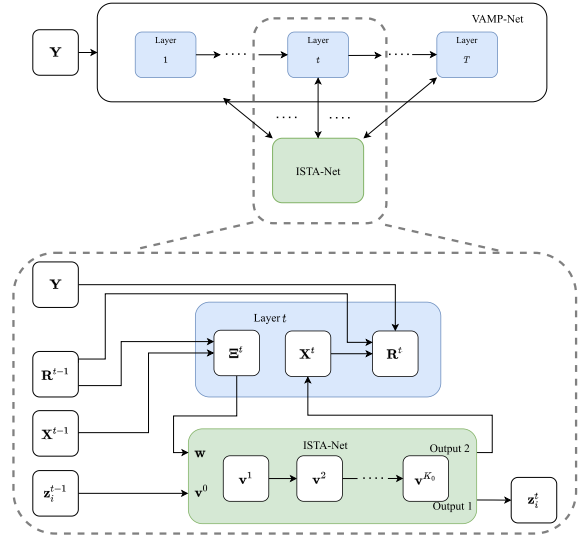 VAMP-Net
Y
Layer
1
....
Layer
t
....
Layer
T
....
....
ISTA-Net
Y
Layer t
R^{t-1}
Ξ^t
X^t
R^t
X^{t-1}
ISTA-Net
Output 2
w
z_i^{t-1}
v^0
v^1
v^2
....
v^{K_0}
Output 1
z_i^t